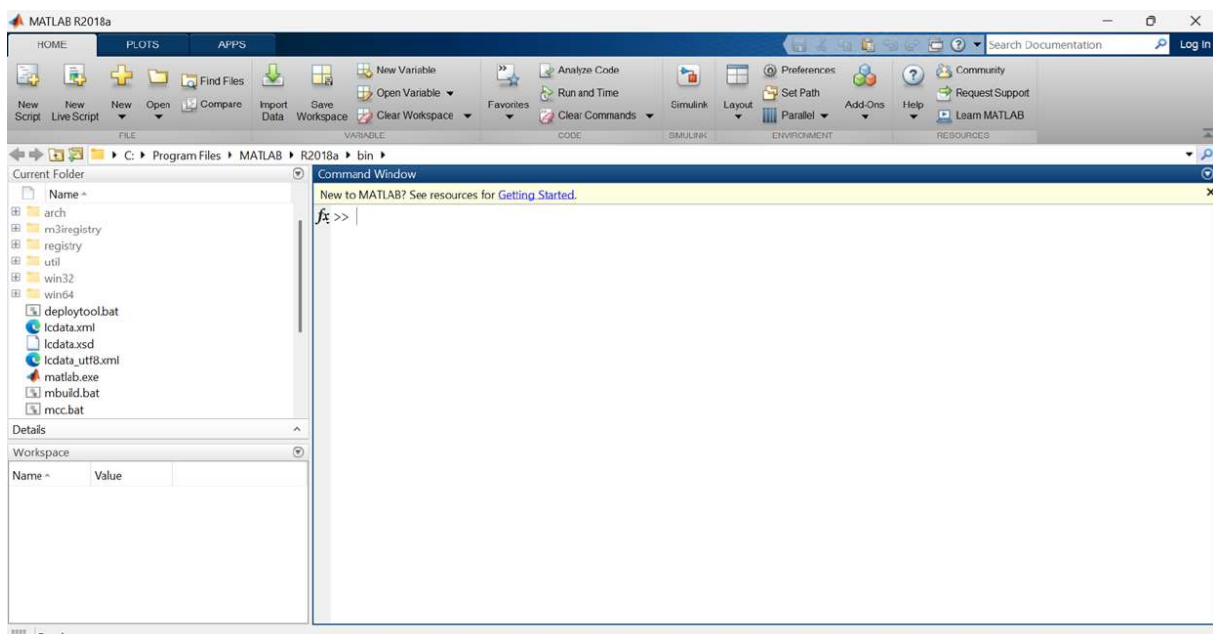 MATLAB R2018a
HOME PLOTS APPS
Search Documentation Log In
New Script
New Live Script
New
Open
Find Files
Compare
FILE
Import Data
Save Workspace
New Variable
Open Variable
Clear Workspace
VARIABLE
Favorites
Analyze Code
Run and Time
Clear Commands
CODE
Simulink
SIMULINK
Layout
Preferences
Set Path
Parallel
Add-Ons
ENVIRONMENT
Help
Community
Request Support
Learn MATLAB
RESOURCES
C: Program Files MATLAB R2018a bin
Current Folder
Name
arch
m3iregistry
registry
util
win32
win64
deploytool.bat
lcdata.xml
lcdata.xsd
lcdata_utf8.xml
matlab.exe
mbuild.bat
mcc.bat
Details
Workspace
Name Value
Command Window
New to MATLAB? See resources for Getting Started.
fx >>